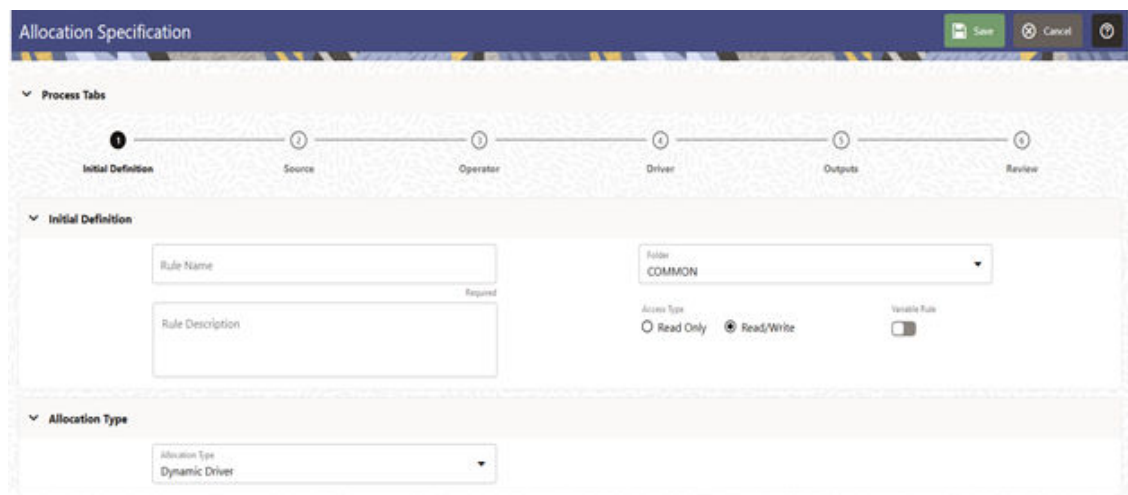 Allocation Specification
Save
Cancel
Process Tabs
1 2 3 4 5 6
Initial Definition Source Operator Driver Outputs Review
Initial Definition
Rule Name
Required
Rule Description
Folder
COMMON
Access Type
Read Only Read/Write
Variable Rule
Allocation Type
Allocation Type
Dynamic Driver